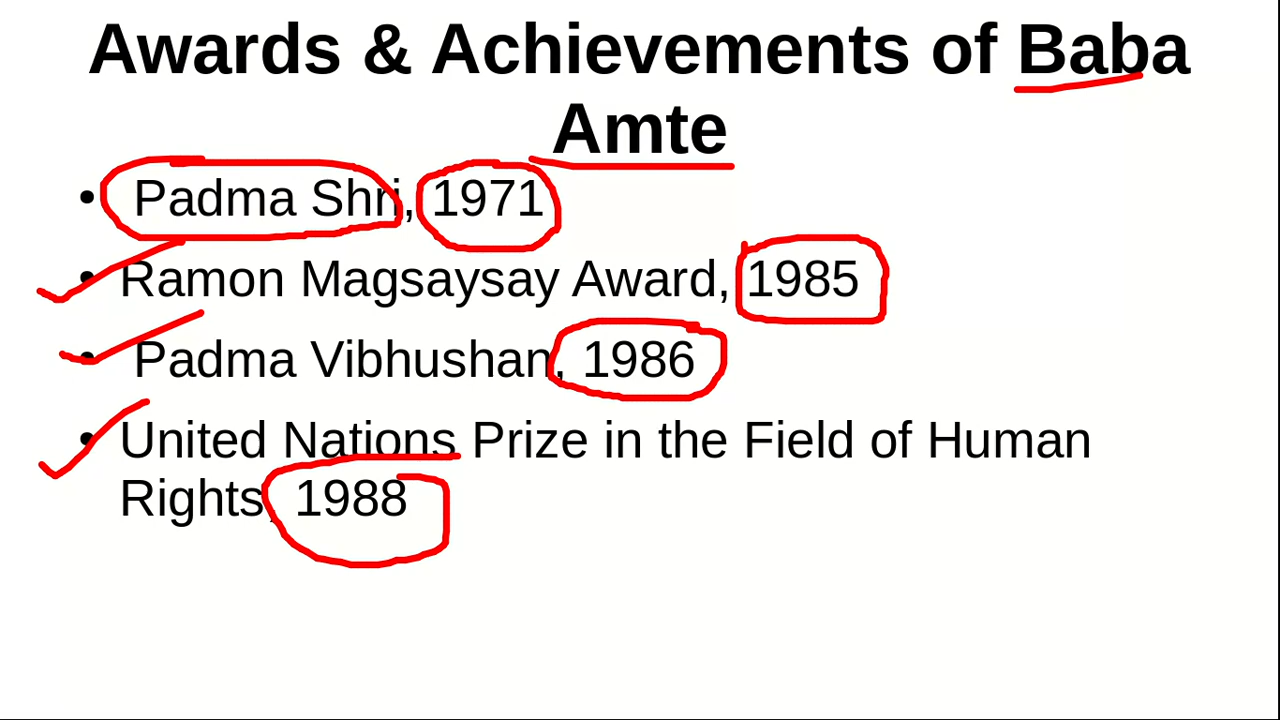 Awards & Achievements of Baba
Amte
• Padma Shri, 1971
• Ramon Magsaysay Award, 1985
• Padma Vibhushan, 1986
• United Nations Prize in the Field of Human
Rights, 1988